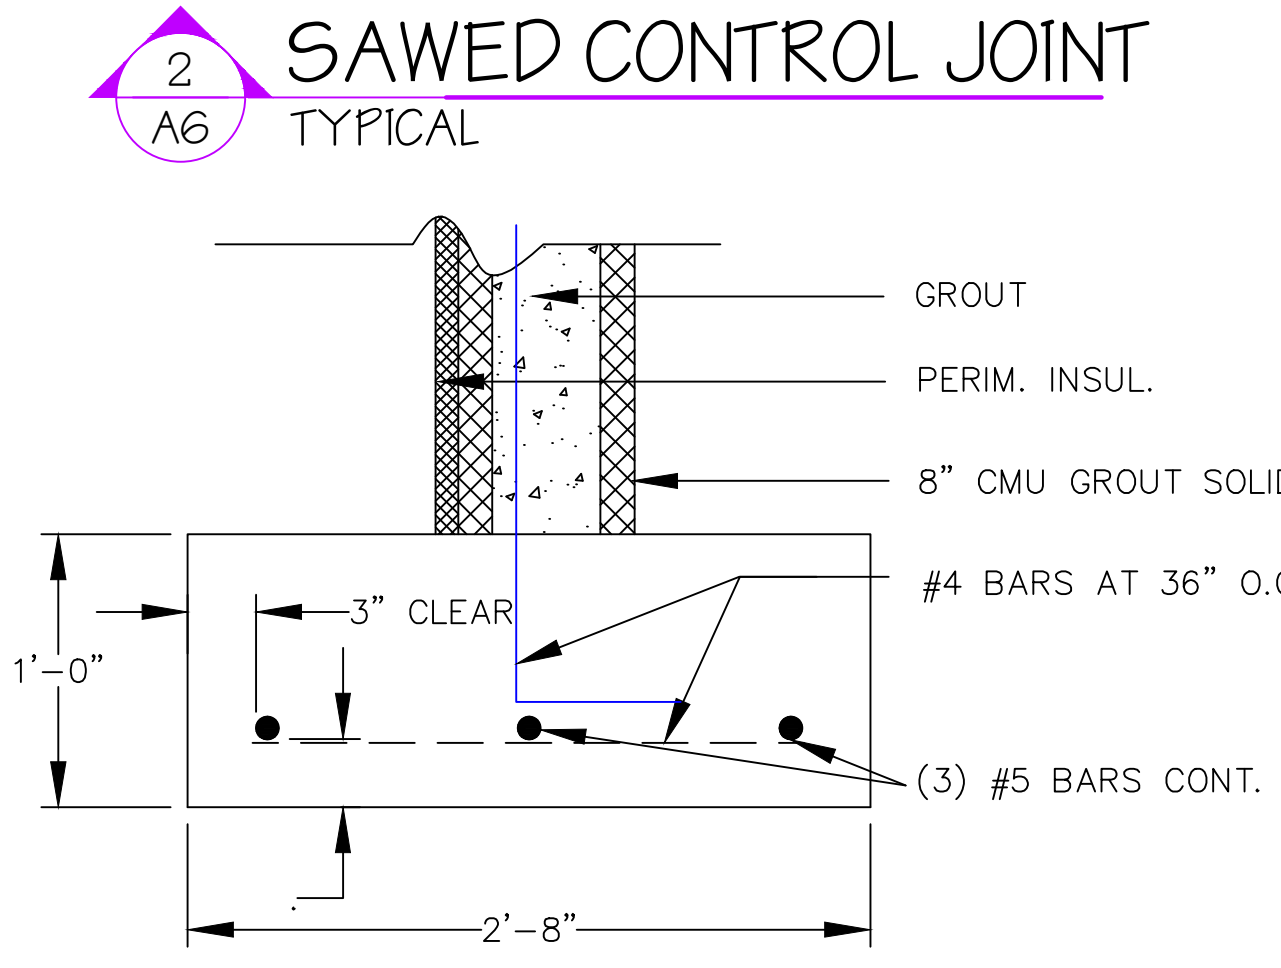 2
SAWED CONTROL JOINT
A6
TYPICAL
GROUT
PERIM. INSUL.
8" CMU GROUT SOLID
#4 BARS AT 36" O.C
3" CLEAR
1'-0"
(3) #5 BARS CONT.
2'-8"